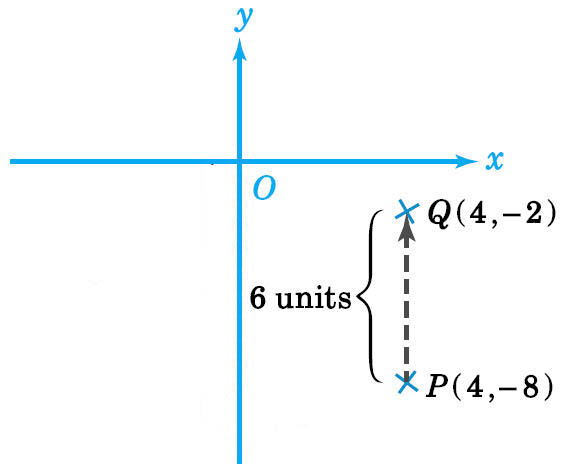 y
x
O
Q(4,−2)
6 units
P(4,−8)